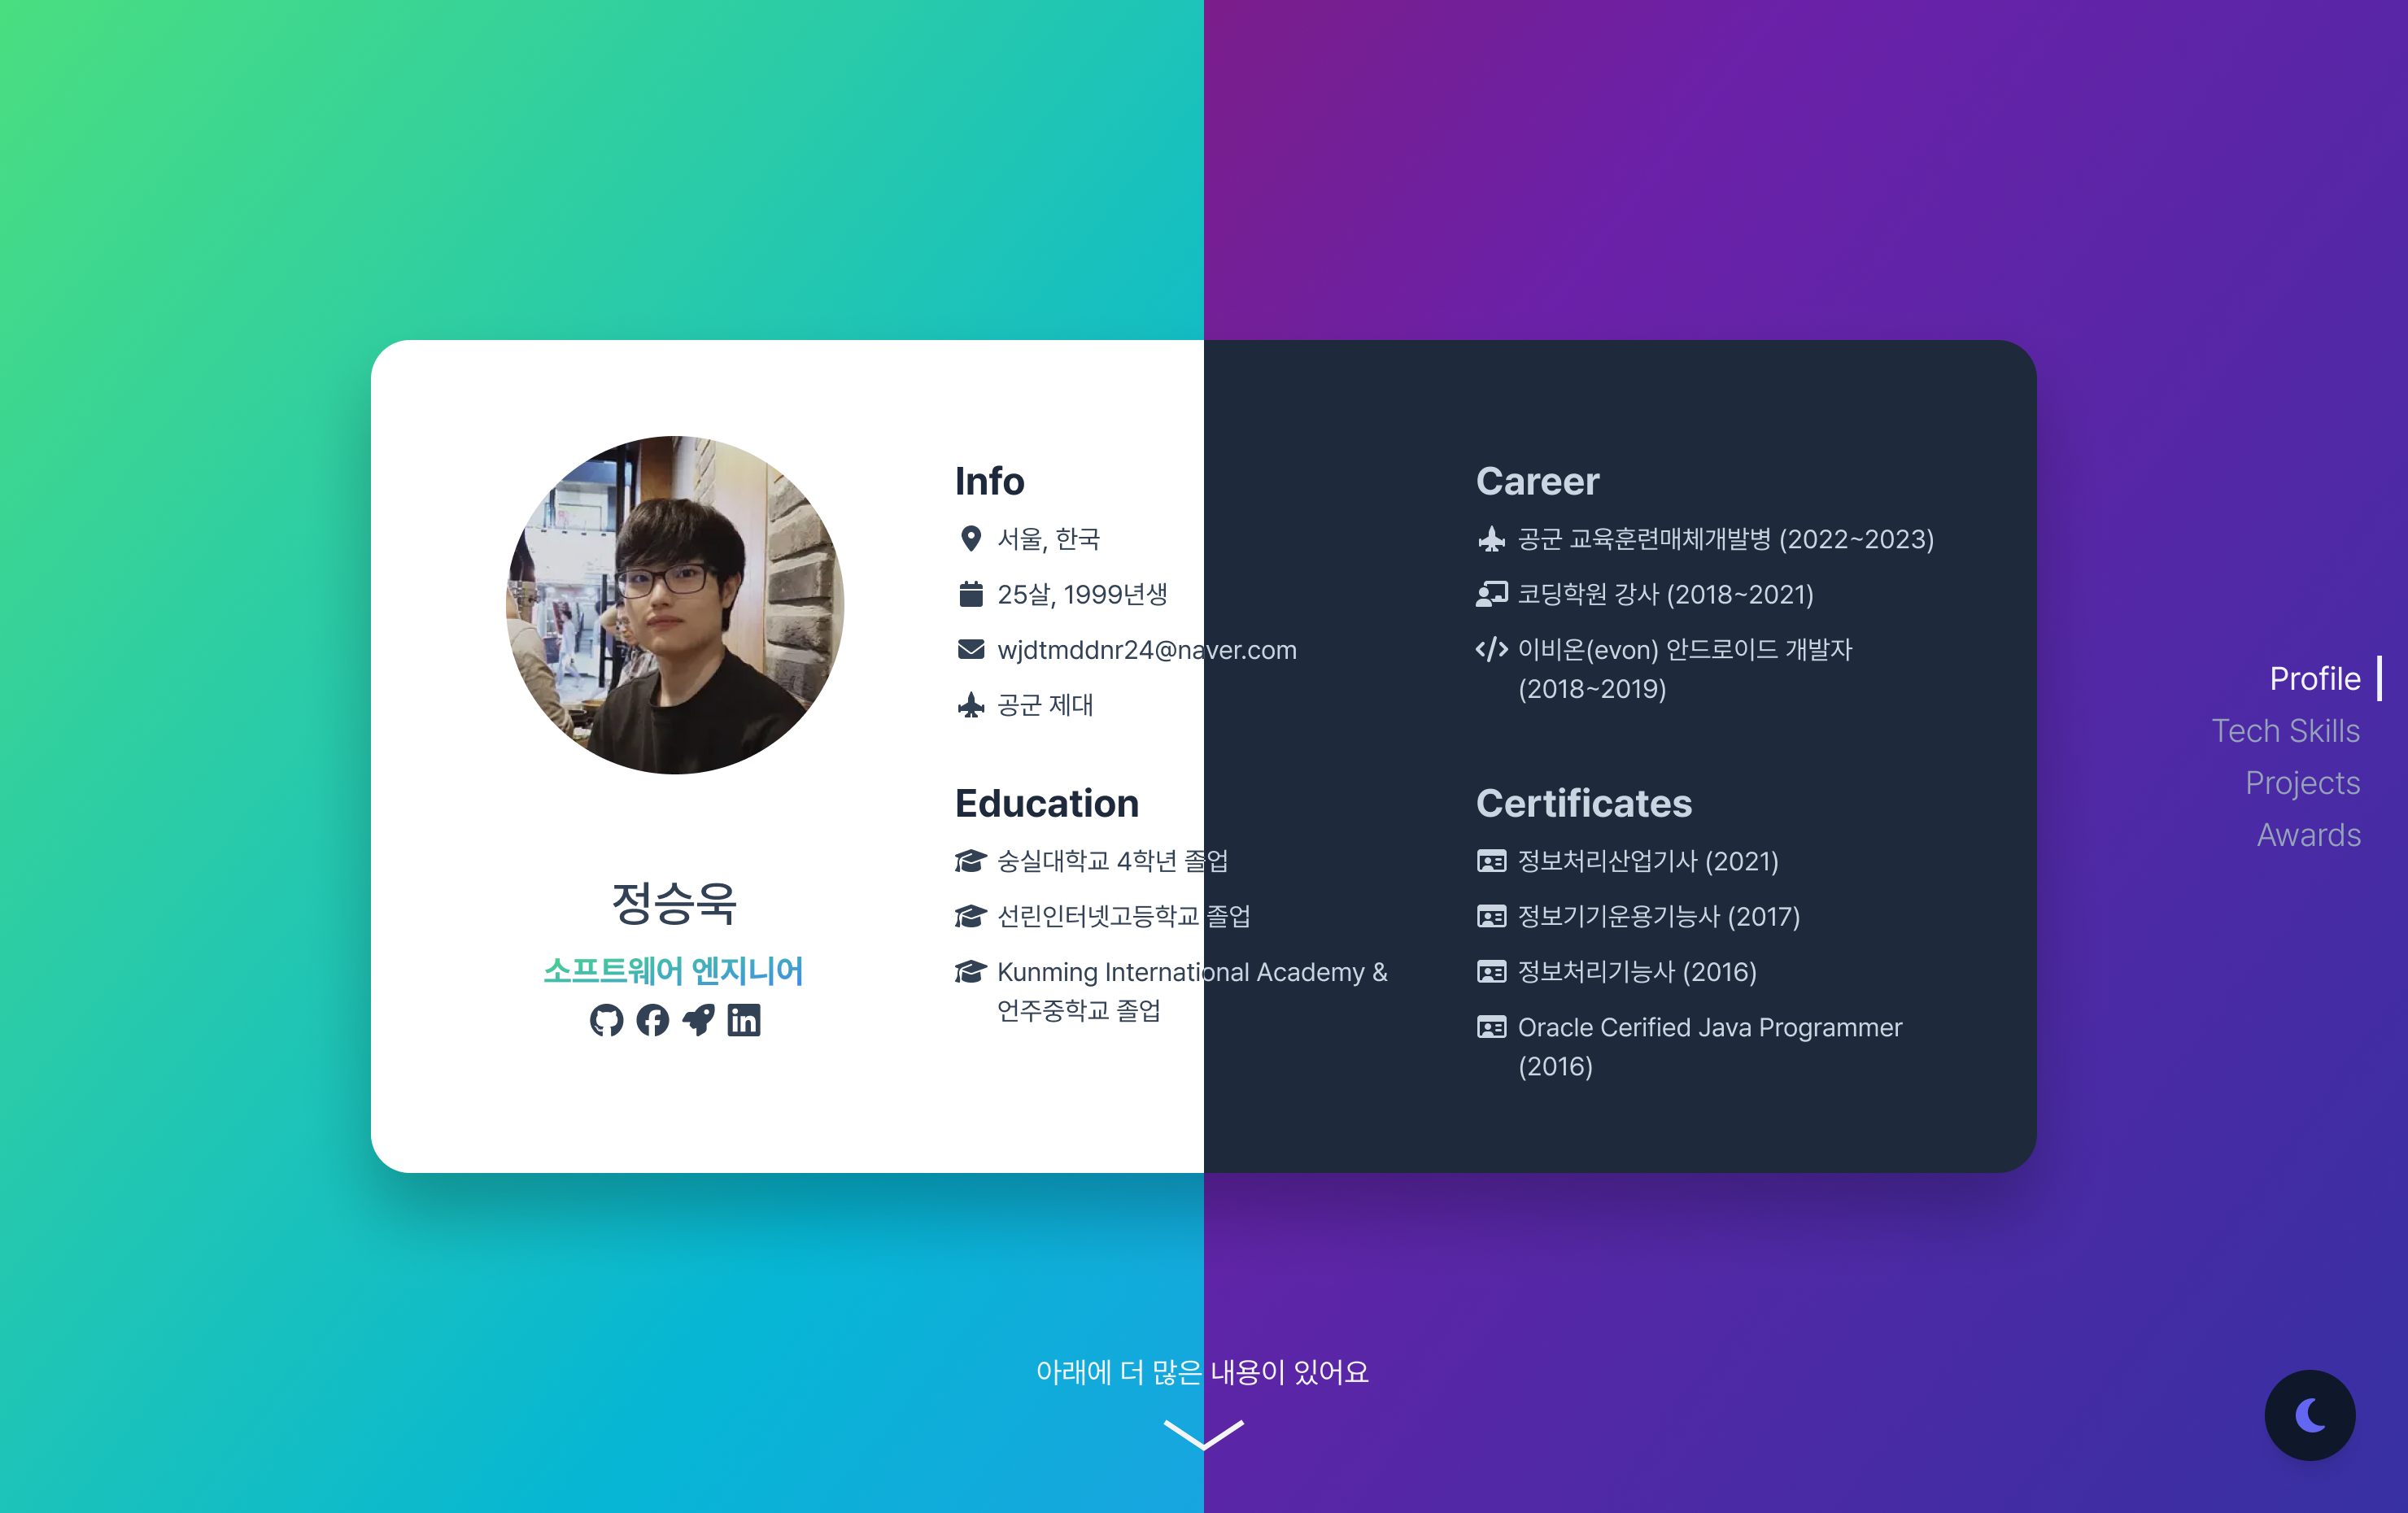 정승욱
소프트웨어 엔지니어
Info
서울, 한국
25살, 1999년생
wjdtmddnr24@naver.com
공군 제대
Education
숭실대학교 4학년 졸업
선린인터넷고등학교 졸업
Kunming International Academy &
언주중학교 졸업
Career
공군 교육훈련매체개발병 (2022~2023)
코딩학원 강사 (2018~2021)
이비온(evon) 안드로이드 개발자
(2018~2019)
Certificates
정보처리산업기사 (2021)
정보기기운용기능사 (2017)
정보처리기능사 (2016)
Oracle Cerified Java Programmer
(2016)
Profile
Tech Skills
Projects
Awards
아래에 더 많은 내용이 있어요